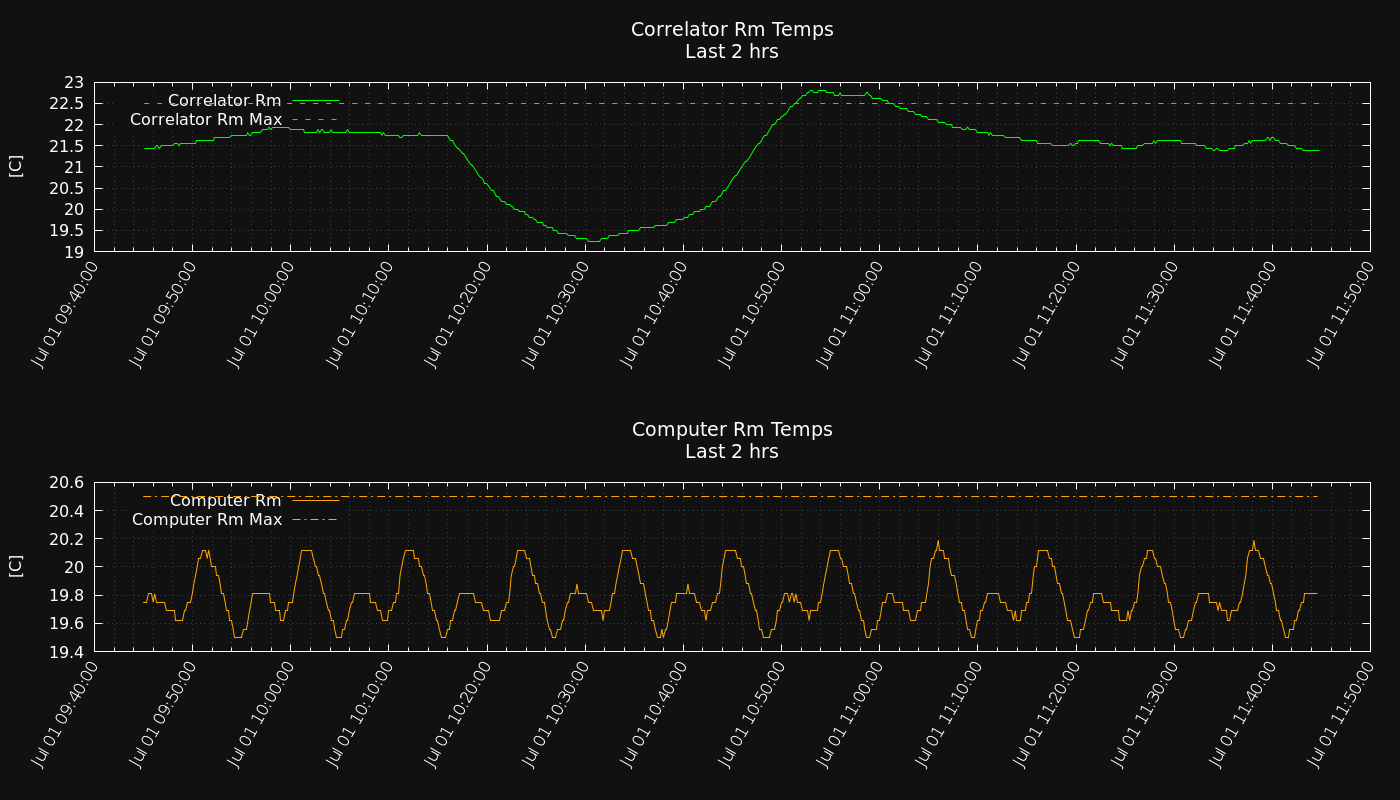 Correlator Rm Temps
Last 2 hrs
23
22.5
22
21.5
21
20.5
20
19.5
19
[C]
Correlator Rm
Correlator Rm Max
Jul 01 09:40:00
Jul 01 09:50:00
Jul 01 10:00:00
Jul 01 10:10:00
Jul 01 10:20:00
Jul 01 10:30:00
Jul 01 10:40:00
Jul 01 10:50:00
Jul 01 11:00:00
Jul 01 11:10:00
Jul 01 11:20:00
Jul 01 11:30:00
Jul 01 11:40:00
Jul 01 11:50:00
Computer Rm Temps
Last 2 hrs
20.6
20.4
20.2
20
19.8
19.6
19.4
[C]
Computer Rm
Computer Rm Max
Jul 01 09:40:00
Jul 01 09:50:00
Jul 01 10:00:00
Jul 01 10:10:00
Jul 01 10:20:00
Jul 01 10:30:00
Jul 01 10:40:00
Jul 01 10:50:00
Jul 01 11:00:00
Jul 01 11:10:00
Jul 01 11:20:00
Jul 01 11:30:00
Jul 01 11:40:00
Jul 01 11:50:00